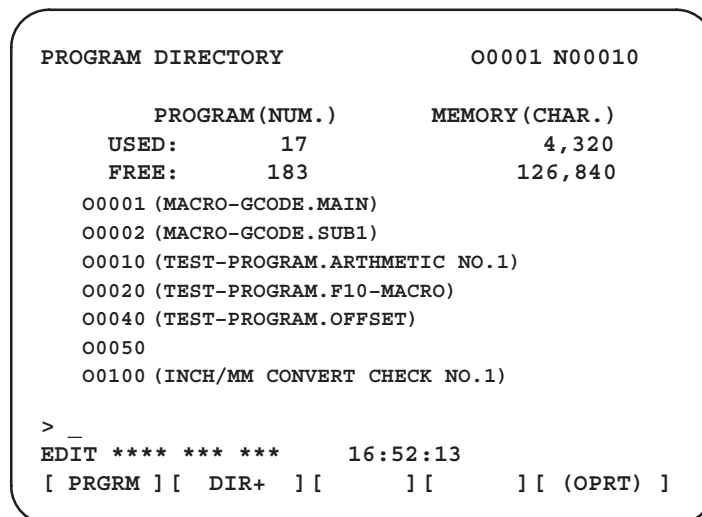 PROGRAM DIRECTORY O0001 N00010
PROGRAM(NUM.) MEMORY(CHAR.)
USED: 17 4,320
FREE: 183 126,840
O0001 (MACRO-GCODE.MAIN)
O0002 (MACRO-GCODE.SUB1)
O0010 (TEST-PROGRAM.ARTHMETIC NO.1)
O0020 (TEST-PROGRAM.F10-MACRO)
O0040 (TEST-PROGRAM.OFFSET)
O0050
O0100 (INCH/MM CONVERT CHECK NO.1)
> _
EDIT **** *** *** 16:52:13
[ PRGRM ] [ DIR+ ] [ ] [ ] [ (OPRT) ]